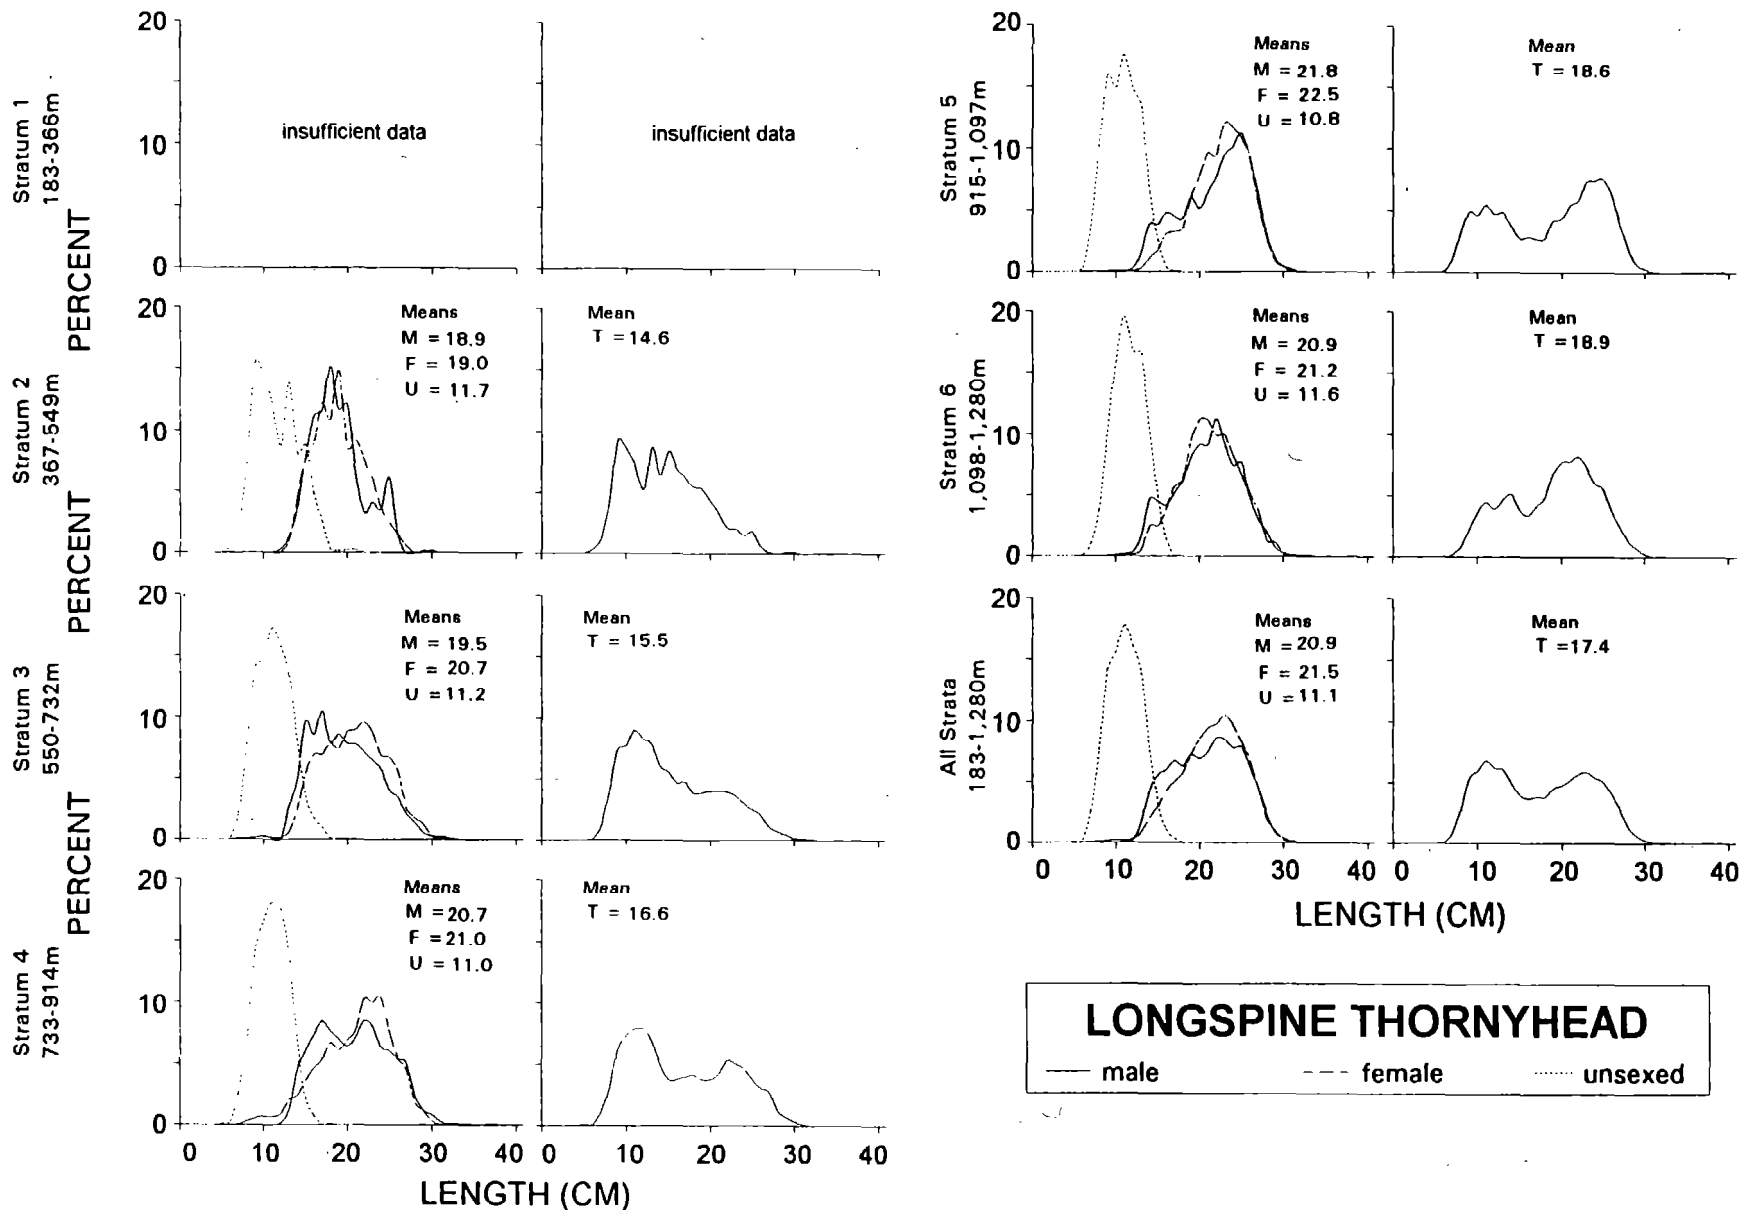 Stratum 1
183-366m
PERCENT
20
10
0
insufficient data
insufficient data
Stratum 2
367-549m
PERCENT
20
10
0
Means
M = 18.9
F = 19.0
U = 11.7
Mean
T = 14.6
Stratum 3
550-732m
PERCENT
20
10
0
Means
M = 19.5
F = 20.7
U = 11.2
Mean
T = 15.5
Stratum 4
733-914m
20
10
0
Means
M = 20.7
F = 21.0
U = 11.0
Mean
T = 16.6
0 10 20 30 40 0 10 20 30 40
LENGTH (CM)
Stratum 5
915-1,097m
20
10
0
Means
M = 21.8
F = 22.5
U = 10.8
Mean
T = 18.6
Stratum 6
1,098-1,280m
20
10
0
Means
M = 20.9
F = 21.2
U = 11.6
Mean
T = 18.9
All Strata
183-1,280m
20
10
0
Means
M = 20.9
F = 21.5
U = 11.1
Mean
T = 17.4
0 10 20 30 40 0 10 20 30 40
LENGTH (CM)
LONGSPINE THORNYHEAD
male female unsexed